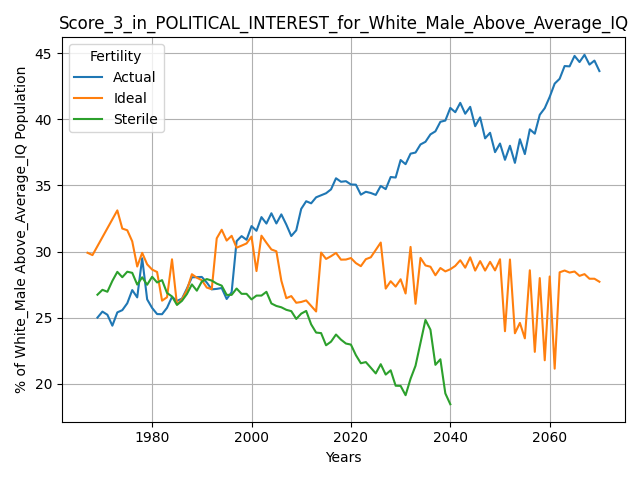 Score_3_in_POLITICAL_INTEREST_for_White_Male_Above_Average_IQ
% of White_Male_Above_Average_IQ Population
45
40
35
30
25
20
Fertility
Actual
Ideal
Sterile
1980
2000
2020
2040
2060
Years